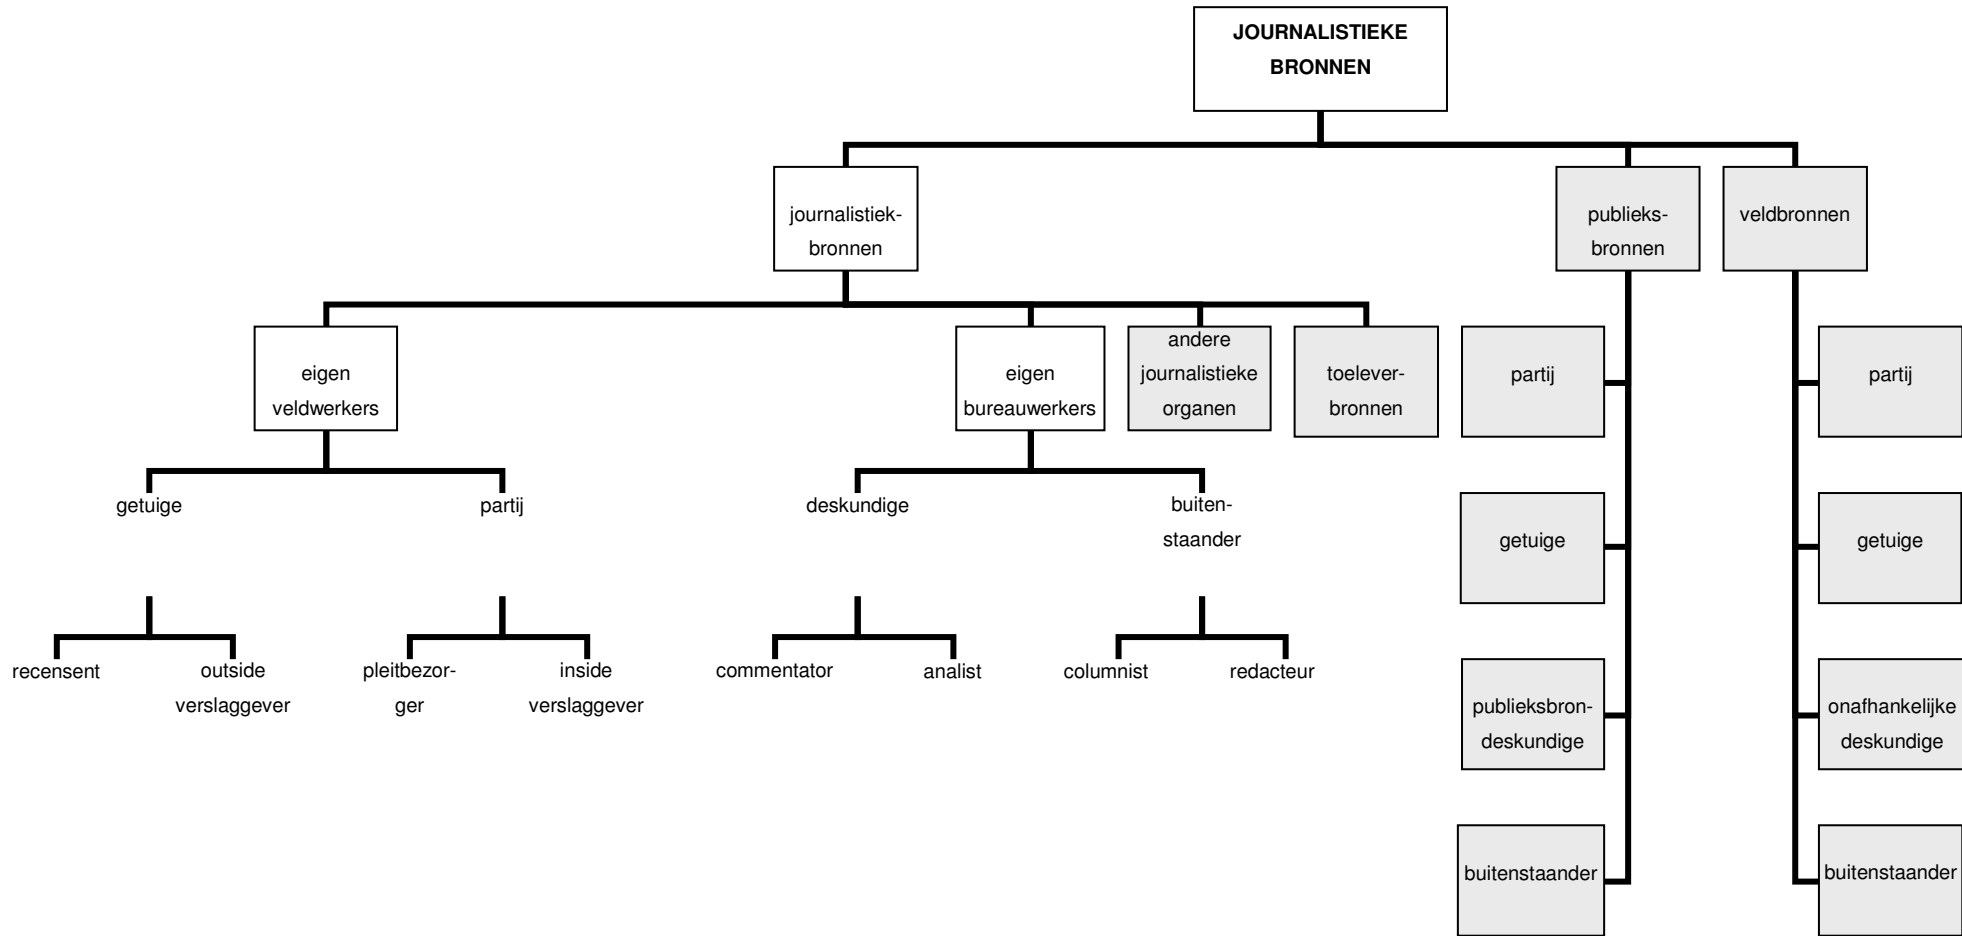 JOURNALISTIEKE
BRONNEN
journalistiek-
bronnen
publieks-
bronnen
veldbronnen
eigen
veldwerkers
eigen
bureauwerkers
andere
journalistieke
organen
toelever-
bronnen
partij
partij
getuige
partij
deskundige
buiten-
staander
getuige
getuige
recensent
outside
verslaggever
pleitbezor-
ger
inside
verslaggever
commentator
analist
columnist
redacteur
publieksbron-
deskundige
onafhankelijke
deskundige
buitenstaander
buitenstaander